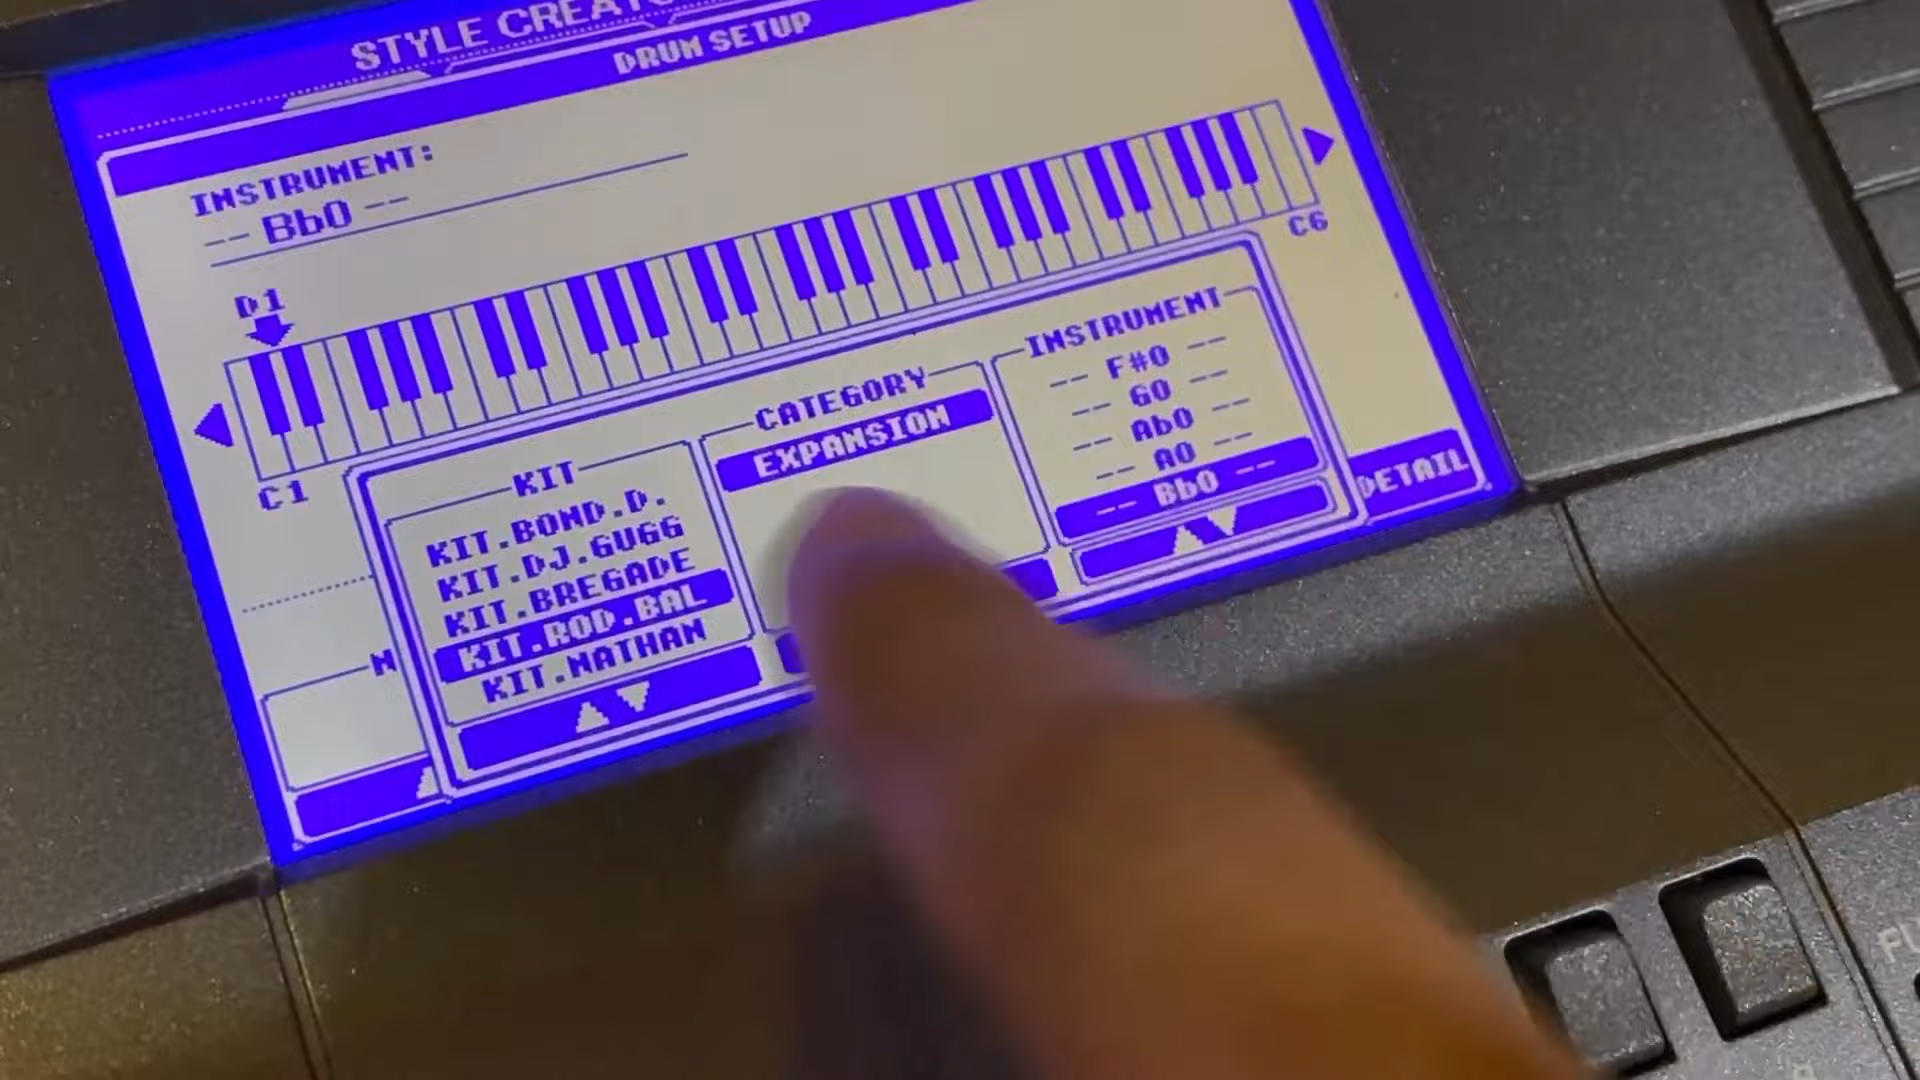 STYLE CREATO
DRUM SETUP
INSTRUMENT:
-- Bb0 --
D1
C1
C6
KIT
KIT.BOND.D.
KIT.DJ.GUGG
KIT.BREGADE
KIT.ROD.BAL
KIT.NATHAN
CATEGORY
EXPANSION
INSTRUMENT
-- F#0 --
-- G0 --
-- Ab0 --
-- A0 --
-- Bb0 --
DETAIL